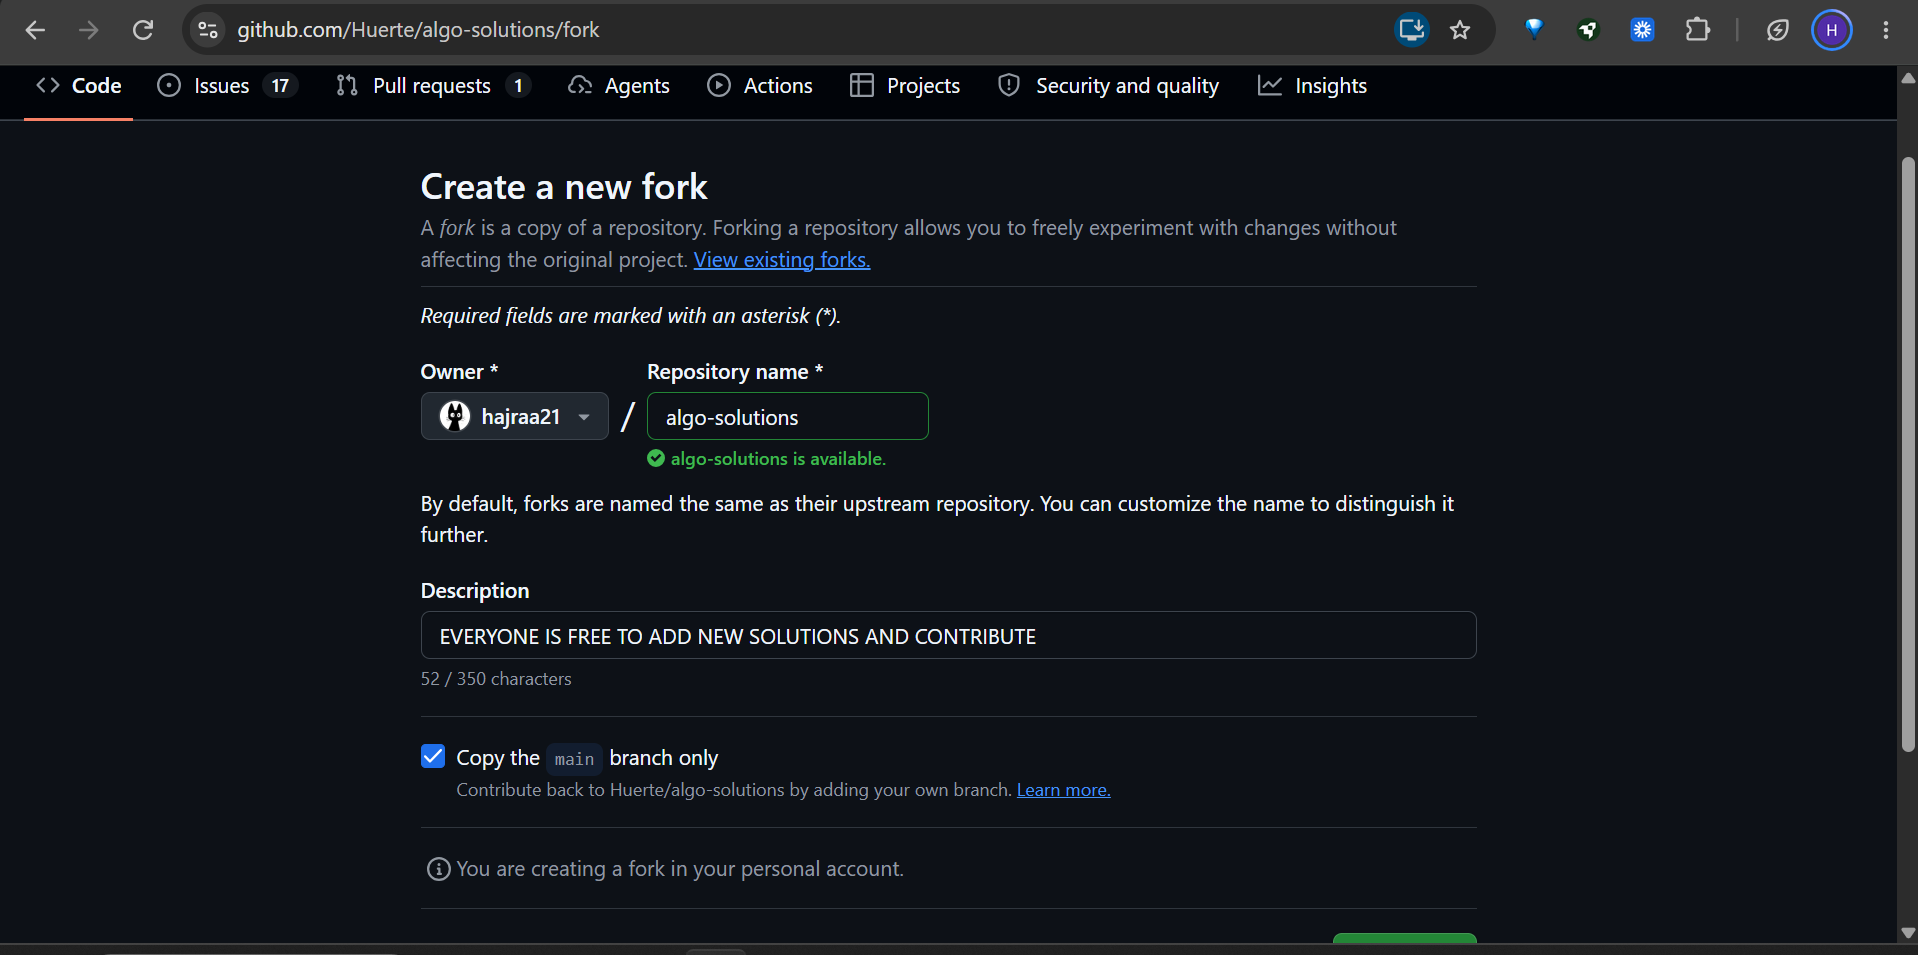 github.com/Huerte/algo-solutions/fork
H
Code
Issues 17
Pull requests 1
Agents
Actions
Projects
Security and quality
Insights
Create a new fork
A fork is a copy of a repository. Forking a repository allows you to freely experiment with changes without
affecting the original project. View existing forks.
Required fields are marked with an asterisk (*).
Owner *
Repository name *
hajraa21
/
algo-solutions
algo-solutions is available.
By default, forks are named the same as their upstream repository. You can customize the name to distinguish it
further.
Description
EVERYONE IS FREE TO ADD NEW SOLUTIONS AND CONTRIBUTE
52 / 350 characters
Copy the main branch only
Contribute back to Huerte/algo-solutions by adding your own branch. Learn more.
You are creating a fork in your personal account.